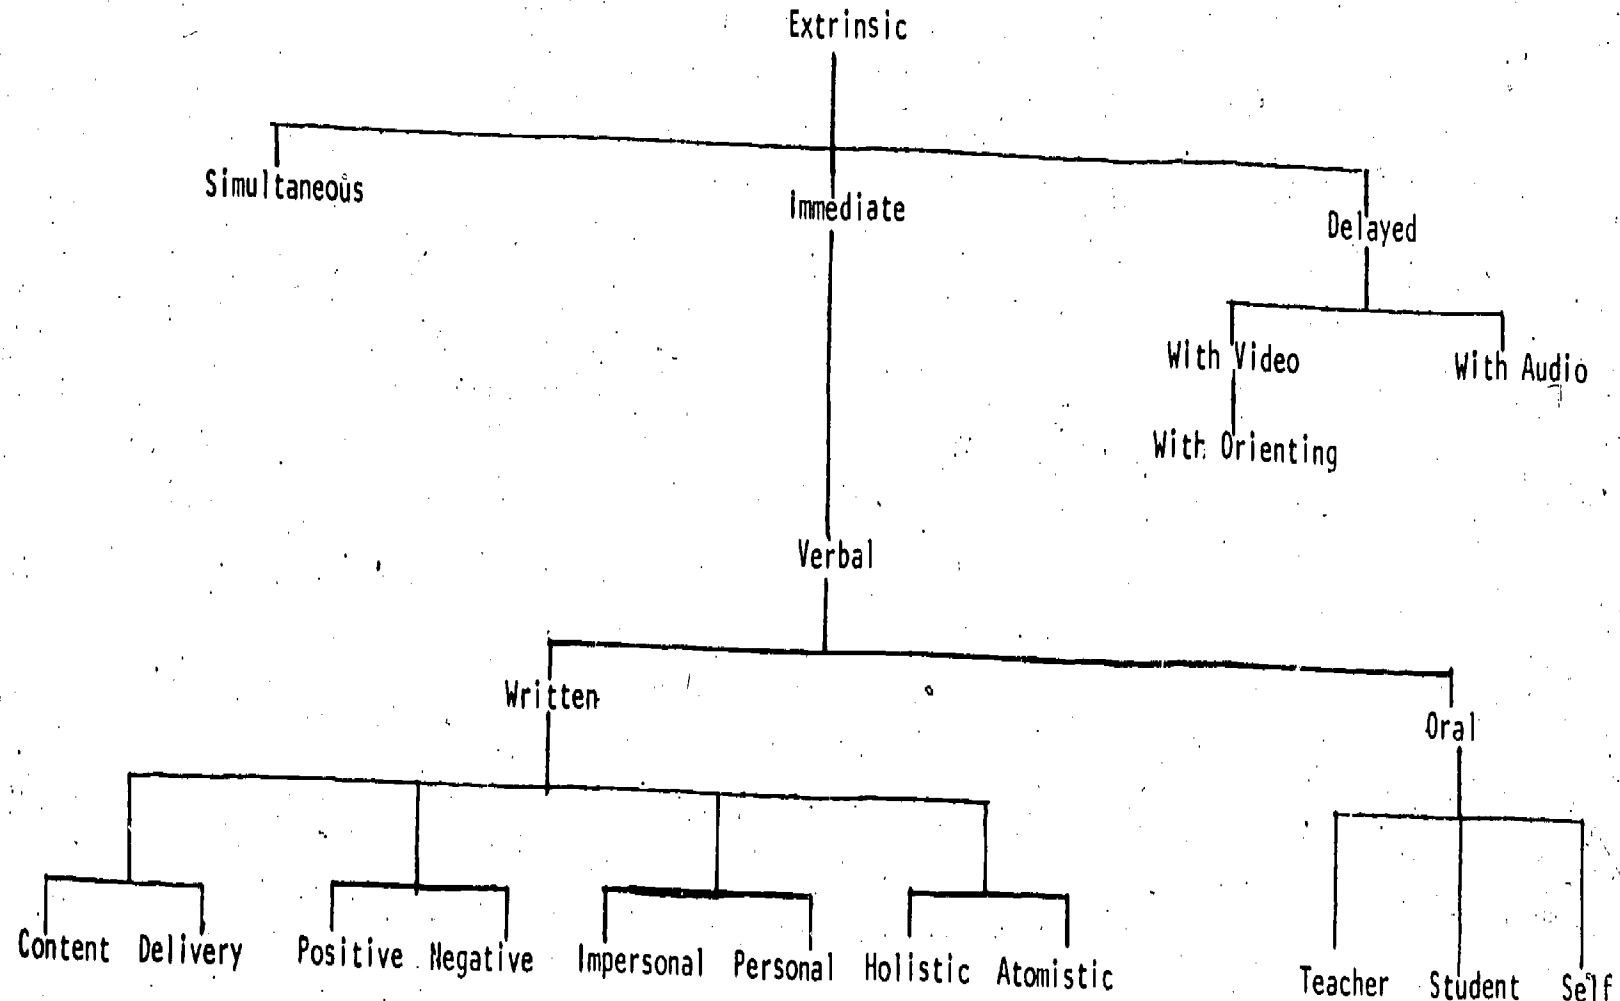 Extrinsic
Simultaneous
Immediate
Delayed
With Video
With Audio
With Orienting
Verbal
Written
Oral
Content Delivery Positive Negative Impersonal Personal Holistic Atomistic
Teacher Student Self